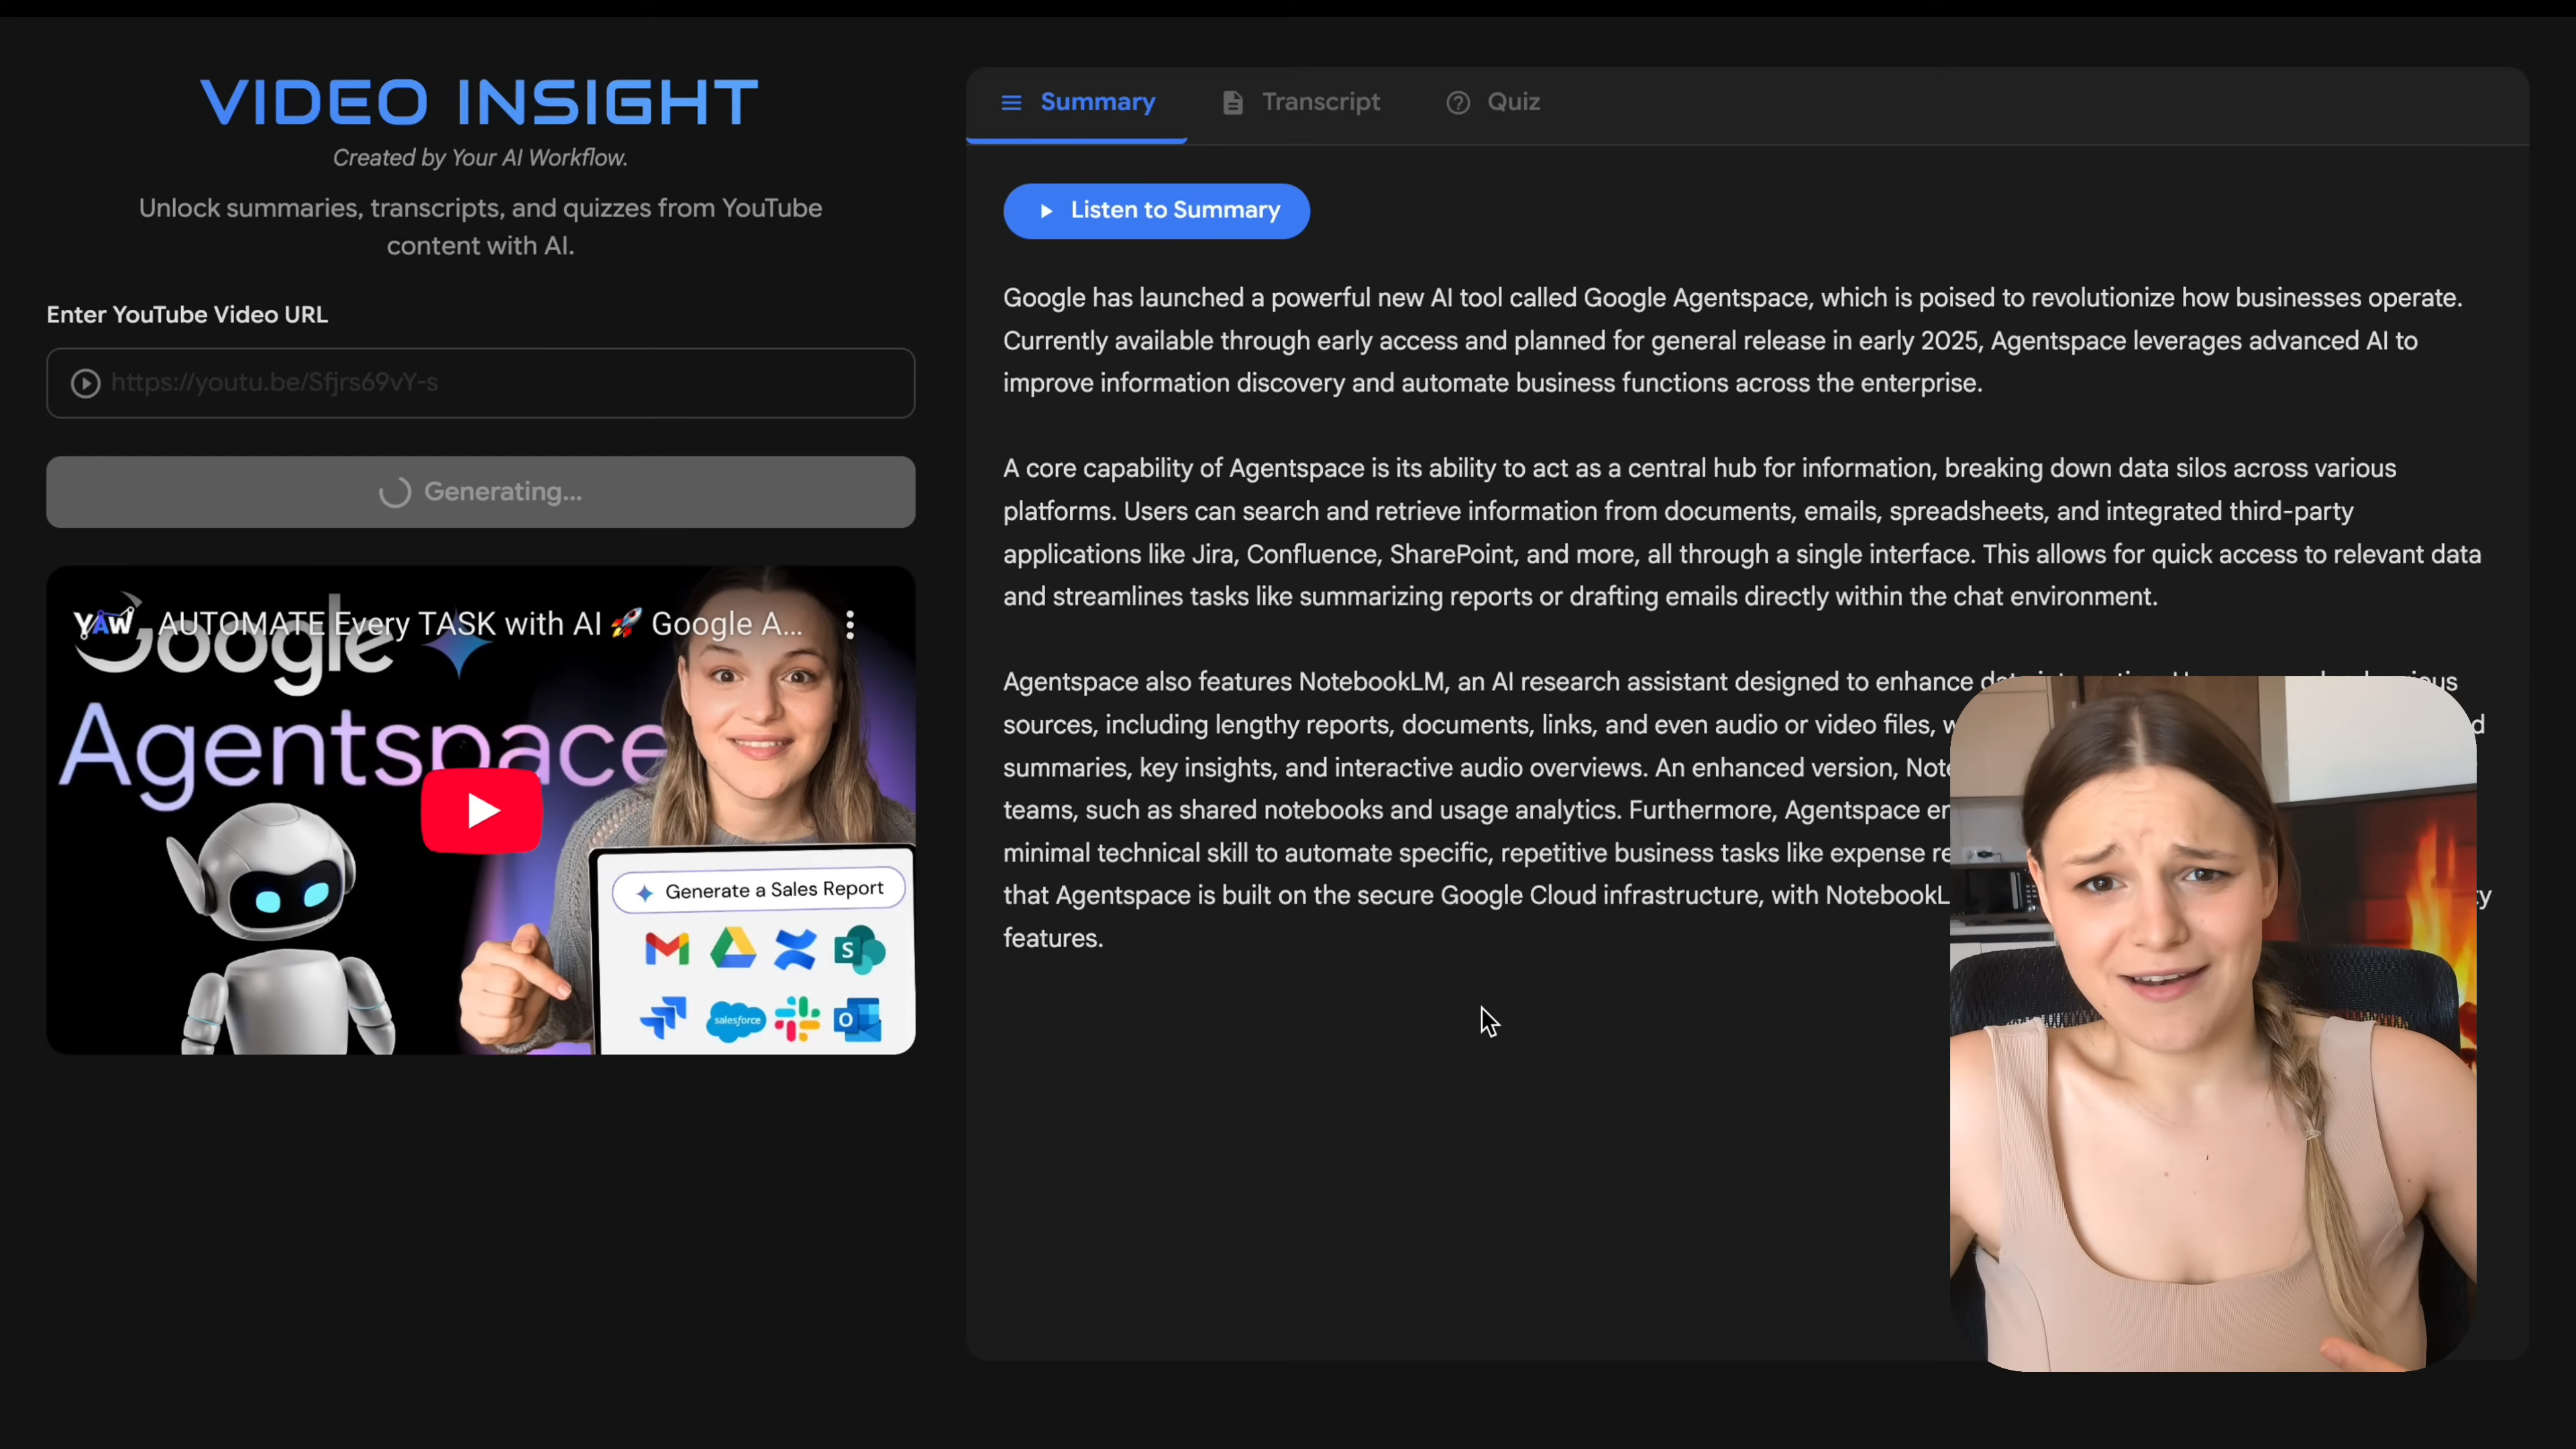 VIDEO INSIGHT
Created by Your AI Workflow.
Unlock summaries, transcripts, and quizzes from YouTube
content with AI.
Enter YouTube Video URL
https://youtu.be/Sfjrs69vY-s
Generating...
YAW AUTOMATE Every TASK with AI 🚀 Google A...
Google
Agentspace
Generate a Sales Report
S
salesforce
O
Summary
Transcript
Quiz
Listen to Summary
Google has launched a powerful new AI tool called Google Agentspace, which is poised to revolutionize how businesses operate.
Currently available through early access and planned for general release in early 2025, Agentspace leverages advanced AI to
improve information discovery and automate business functions across the enterprise.
A core capability of Agentspace is its ability to act as a central hub for information, breaking down data silos across various
platforms. Users can search and retrieve information from documents, emails, spreadsheets, and integrated third-party
applications like Jira, Confluence, SharePoint, and more, all through a single interface. This allows for quick access to relevant data
and streamlines tasks like summarizing reports or drafting emails directly within the chat environment.
Agentspace also features NotebookLM, an AI research assistant designed to enhance
sources, including lengthy reports, documents, links, and even audio or video files,
summaries, key insights, and interactive audio overviews. An enhanced version,
teams, such as shared notebooks and usage analytics. Furthermore, Agentspace
minimal technical skill to automate specific, repetitive business tasks like expense
that Agentspace is built on the secure Google Cloud infrastructure, with
features.